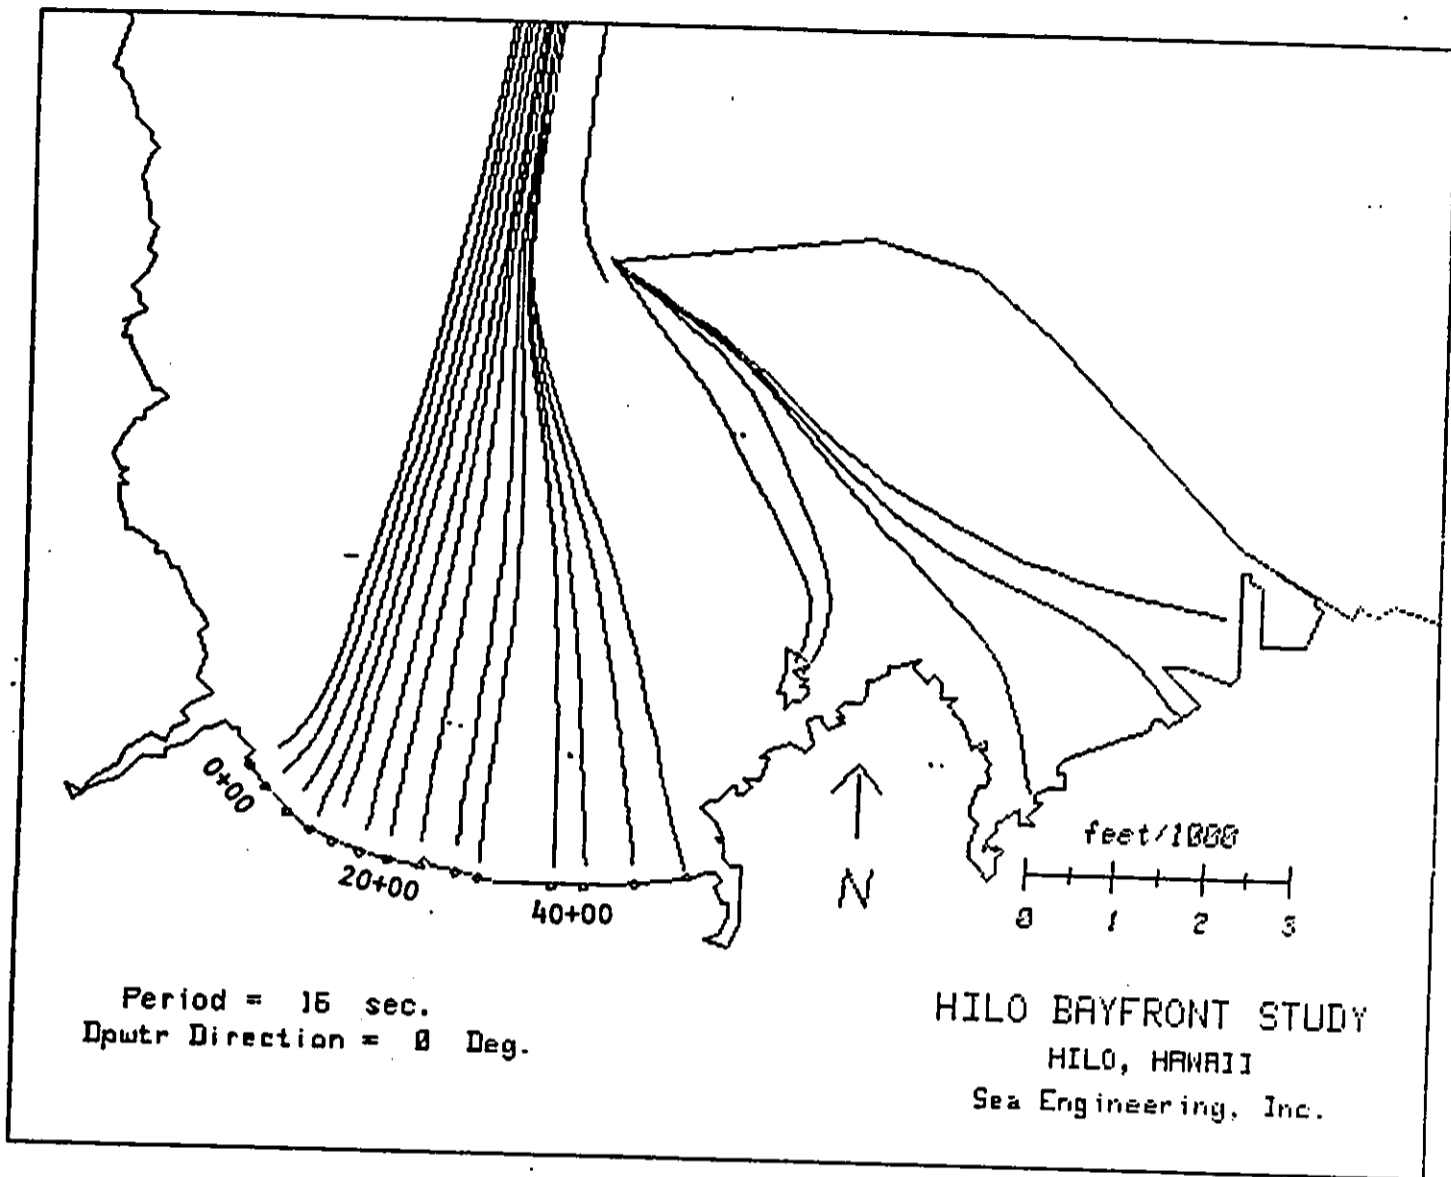 0+00
20+00
40+00
N
feet/1000
0 1 2 3
Period = 16 sec.
Dpwtr Direction = 0 Deg.
HILO BAYFRONT STUDY
HILO, HAWAII
Sea Engineering, Inc.